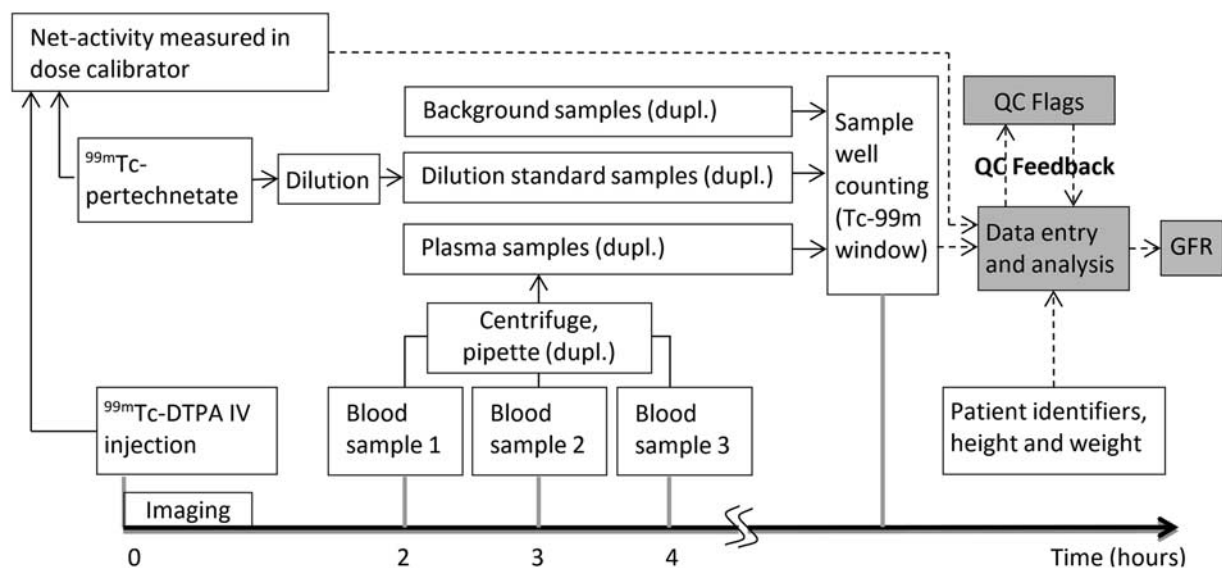 Net-activity measured in
dose calibrator
⁹⁹ᵐTc-
pertechnetate
Dilution
Background samples (dupl.)
Dilution standard samples (dupl.)
Plasma samples (dupl.)
Sample
well
counting
(Tc-99m
window)
QC Flags
QC Feedback
Data entry
and analysis
GFR
Centrifuge,
pipette (dupl.)
⁹⁹ᵐTc-DTPA IV
injection
Blood
sample 1
Blood
sample 2
Blood
sample 3
Patient identifiers,
height and weight
Imaging
0
2
3
4
Time (hours)